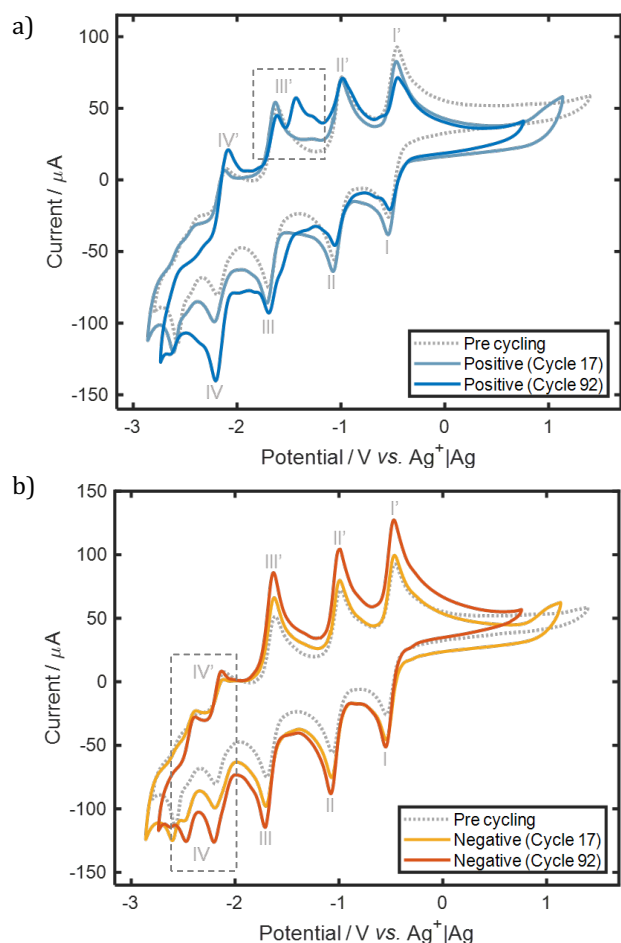 a)
100
50
0
-50
-100
-150
Current / μA
I'
II'
III'
IV'
I
II
III
IV
Pre cycling
Positive (Cycle 17)
Positive (Cycle 92)
-3 -2 -1 0 1
Potential / V vs. Ag⁺|Ag
b)
150
100
50
0
-50
-100
-150
Current / μA
I'
II'
III'
IV'
I
II
III
IV
Pre cycling
Negative (Cycle 17)
Negative (Cycle 92)
-3 -2 -1 0 1
Potential / V vs. Ag⁺|Ag